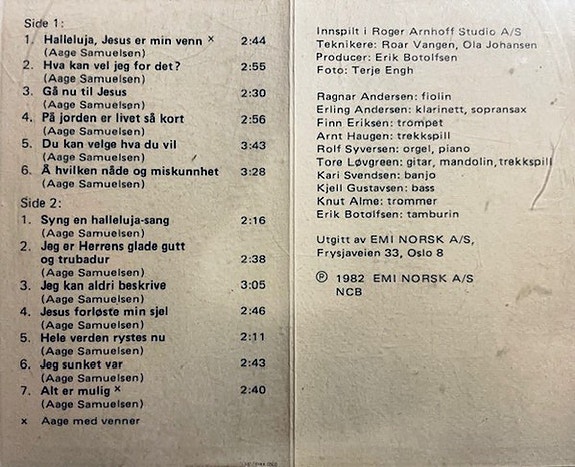 Side 1:
1. Halleluja, Jesus er min venn x 2:44
(Aage Samuelsen)
2. Hva kan vel jeg for det? 2:55
(Aage Samuelsen)
3. Gå nu til Jesus 2:30
(Aage Samuelsen)
4. På jorden er livet så kort 2:56
(Aage Samuelsen)
5. Du kan velge hva du vil 3:43
(Aage Samuelsen)
6. Å hvilken nåde og miskunnhet 3:28
(Aage Samuelsen)
Side 2:
1. Syng en halleluja-sang 2:16
(Aage Samuelsen)
2. Jeg er Herrens glade gutt
og trubadur 2:38
(Aage Samuelsen)
3. Jeg kan aldri beskrive 3:05
(Aage Samuelsen)
4. Jesus forløste min sjel 2:46
(Aage Samuelsen)
5. Hele verden rystes nu 2:11
(Aage Samuelsen)
6. Jeg sunket var 2:43
(Aage Samuelsen)
7. Alt er mulig x 2:40
(Aage Samuelsen)
x Aage med venner
Innspilt i Roger Arnhoff Studio A/S
Teknikere: Roar Vangen, Ola Johansen
Producer: Erik Botolfsen
Foto: Terje Engh
Ragnar Andersen: fiolin
Erling Andersen: klarinett, sopransax
Finn Eriksen: trompet
Arnt Haugen: trekkspill
Rolf Syversen: orgel, piano
Tore Løvgreen: gitar, mandolin, trekkspill
Kari Svendsen: banjo
Kjell Gustavsen: bass
Knut Alme: trommer
Erik Botolfsen: tamburin
Utgitt av EMI NORSK A/S,
Frysjaveien 33, Oslo 8
℗ 1982 EMI NORSK A/S
NCB